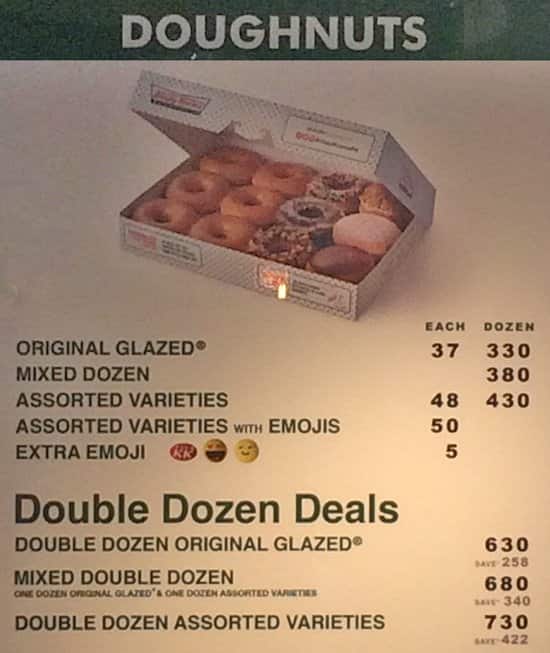 DOUGHNUTS
EACH DOZEN
ORIGINAL GLAZED® 37 330
MIXED DOZEN 380
ASSORTED VARIETIES 48 430
ASSORTED VARIETIES WITH EMOJIS 50
EXTRA EMOJI 5
Double Dozen Deals
DOUBLE DOZEN ORIGINAL GLAZED® 630
SAVE 258
MIXED DOUBLE DOZEN 680
ONE DOZEN ORIGINAL GLAZED® & ONE DOZEN ASSORTED VARIETIES
SAVE 340
DOUBLE DOZEN ASSORTED VARIETIES 730
SAVE 422